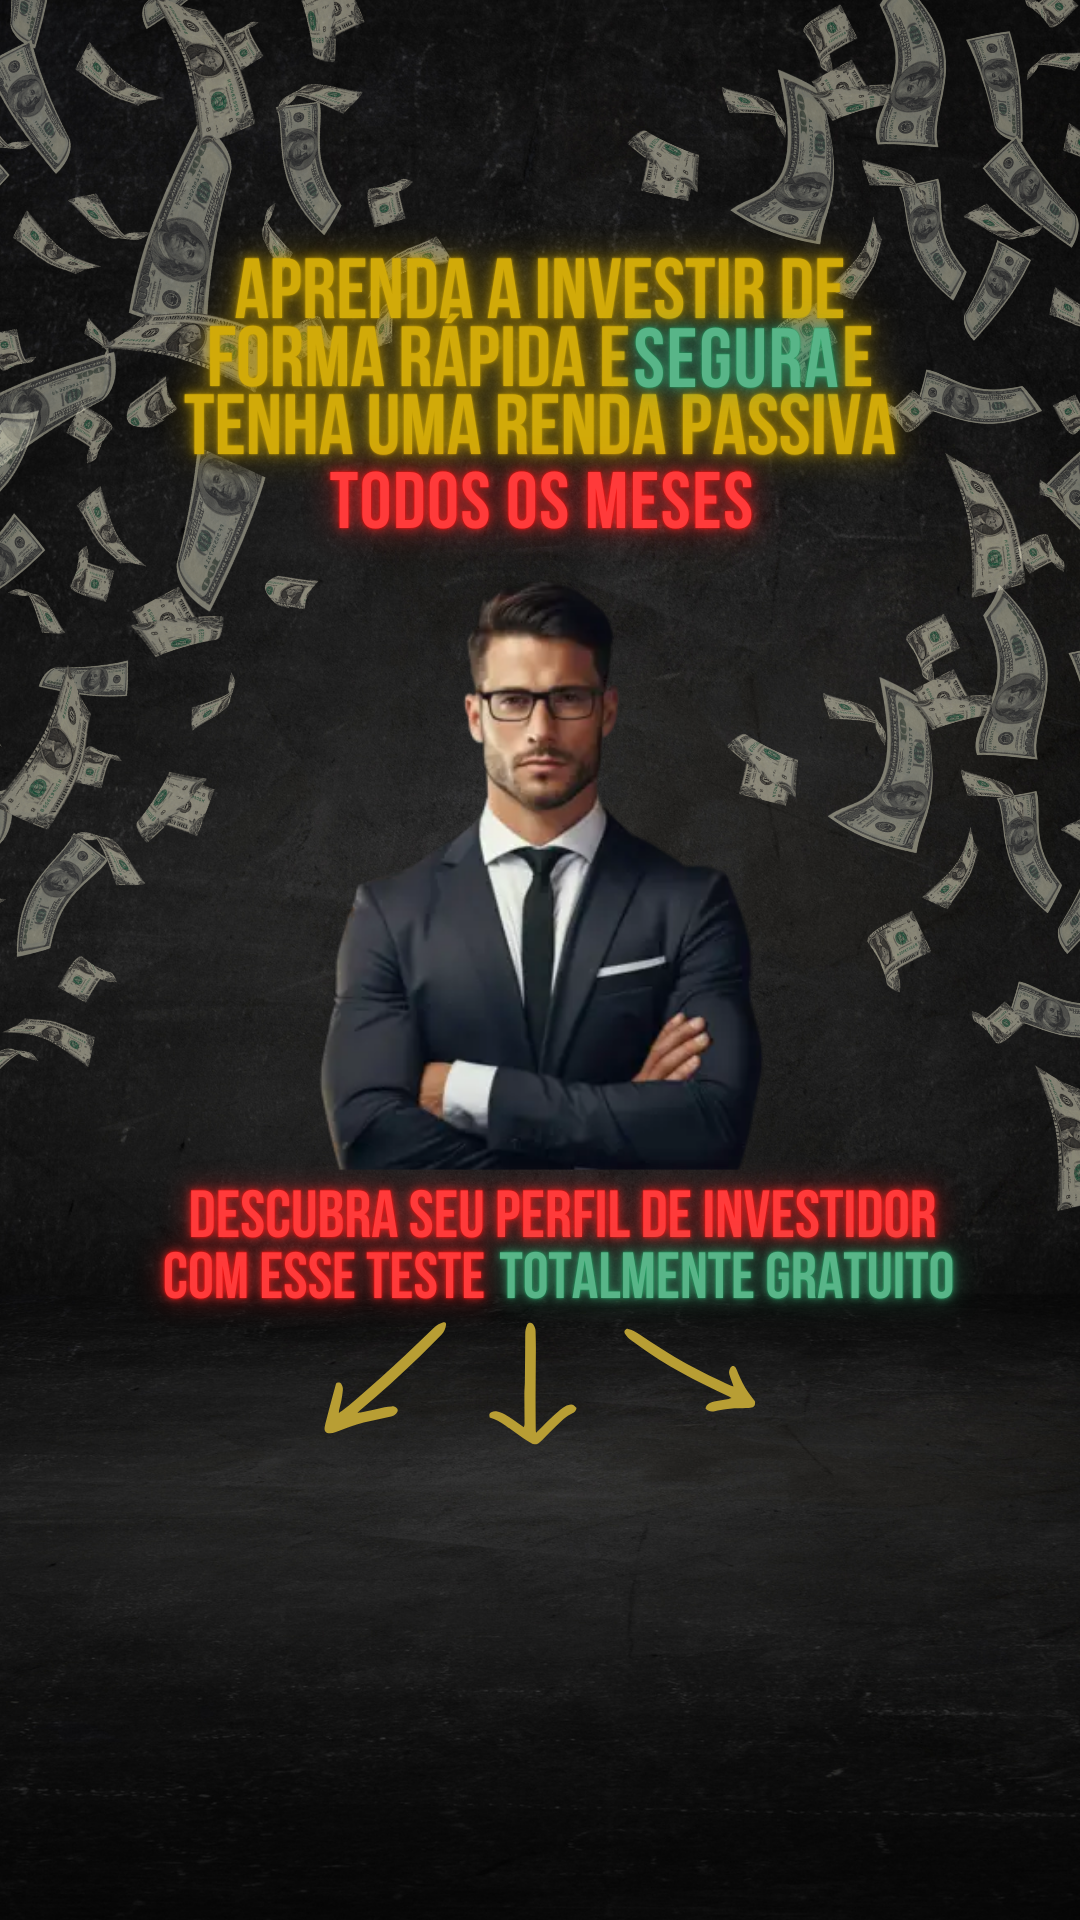 APRENDA A INVESTIR DE
FORMA RÁPIDA E SEGURA E
TENHA UMA RENDA PASSIVA
TODOS OS MESES
DESCUBRA SEU PERFIL DE INVESTIDOR
COM ESSE TESTE TOTALMENTE GRATUITO